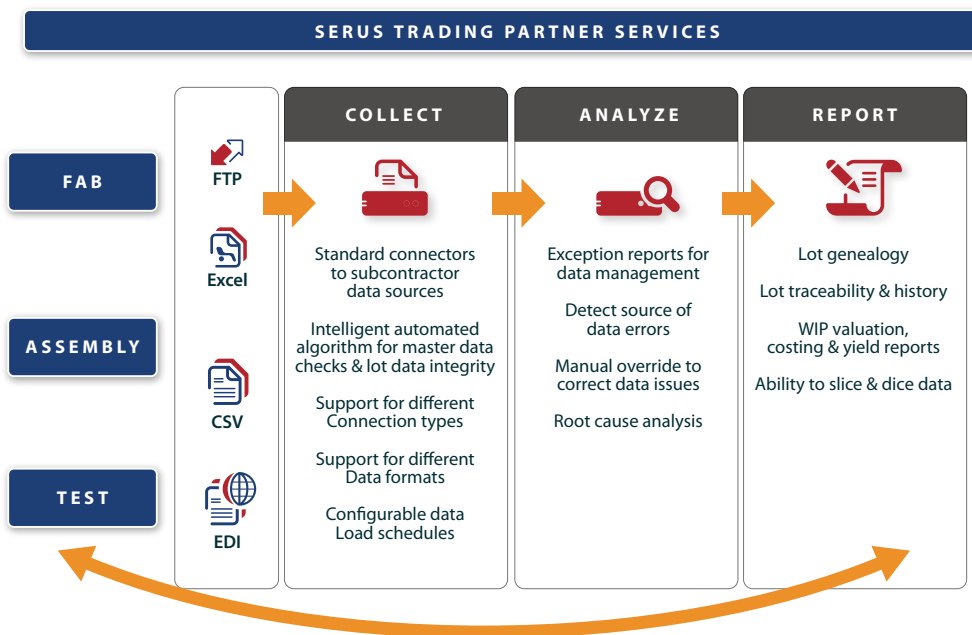 SERUS TRADING PARTNER SERVICES
FAB
ASSEMBLY
TEST
FTP
Excel
CSV
EDI
COLLECT
Standard connectors
to subcontractor
data sources
Intelligent automated
algorithm for master data
checks & lot data integrity
Support for different
Connection types
Support for different
Data formats
Configurable data
Load schedules
ANALYZE
Exception reports for
data management
Detect source of
data errors
Manual override to
correct data issues
Root cause analysis
REPORT
Lot genealogy
Lot traceability & history
WIP valuation,
costing & yield reports
Ability to slice & dice data